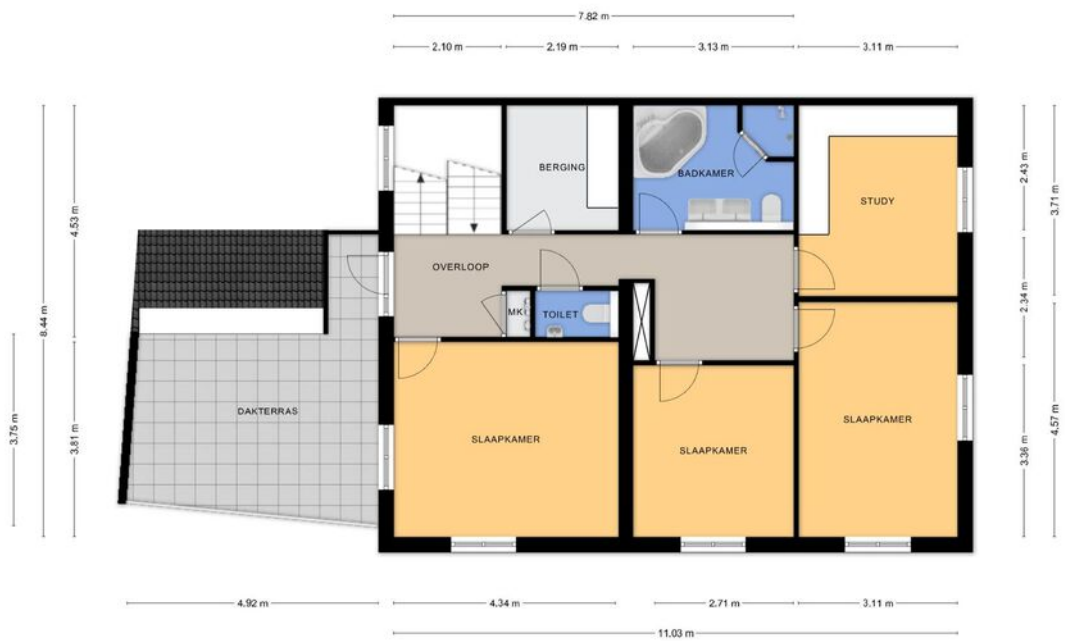 7.82 m
2.10 m
2.19 m
3.13 m
3.11 m
BERGING
BADKAMER
STUDY
OVERLOOP
MK
TOILET
DAKTERRAS
SLAAPKAMER
SLAAPKAMER
SLAAPKAMER
8.44 m
4.53 m
3.75 m
3.81 m
2.43 m
3.71 m
2.34 m
3.36 m
4.57 m
4.92 m
4.34 m
2.71 m
3.11 m
11.03 m